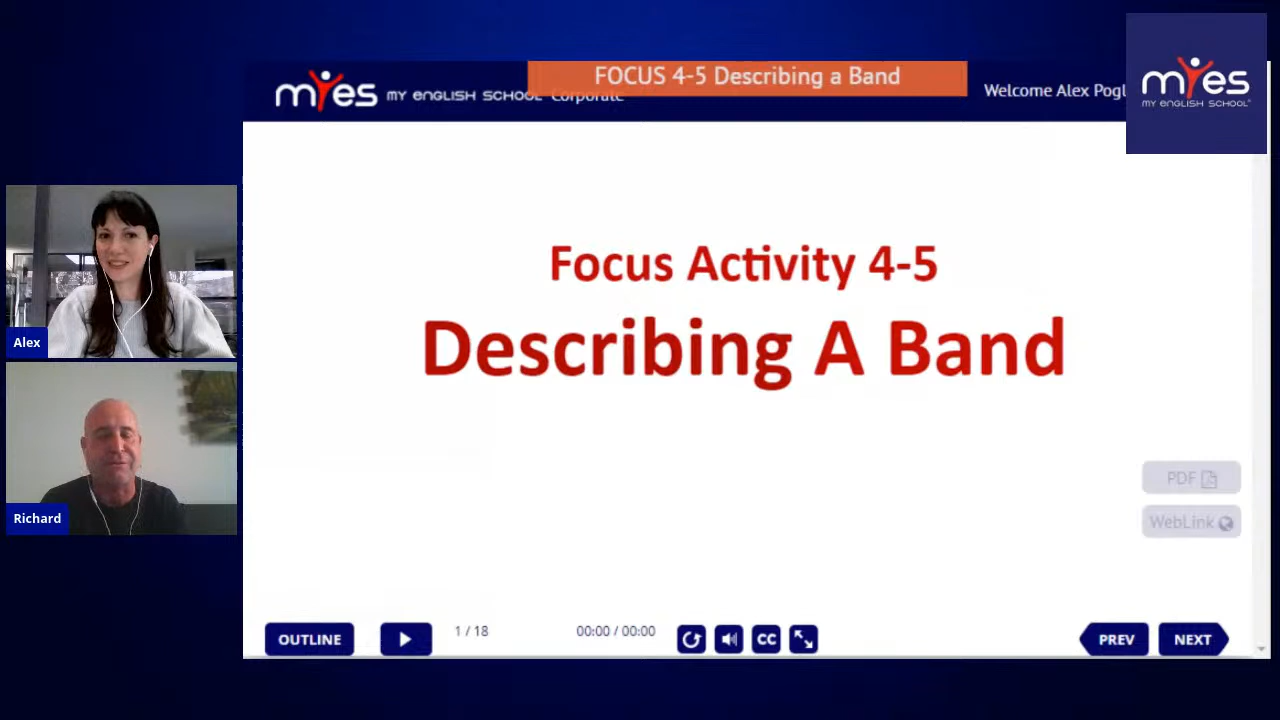 FOCUS 4-5 Describing a Band
myes MY ENGLISH SCHOOL Corporate
Welcome Alex Pogl
myes
MY ENGLISH SCHOOL
Focus Activity 4-5
Describing A Band
Alex
Richard
PDF
WebLink
OUTLINE
1 / 18
00:00 / 00:00
CC
PREV
NEXT